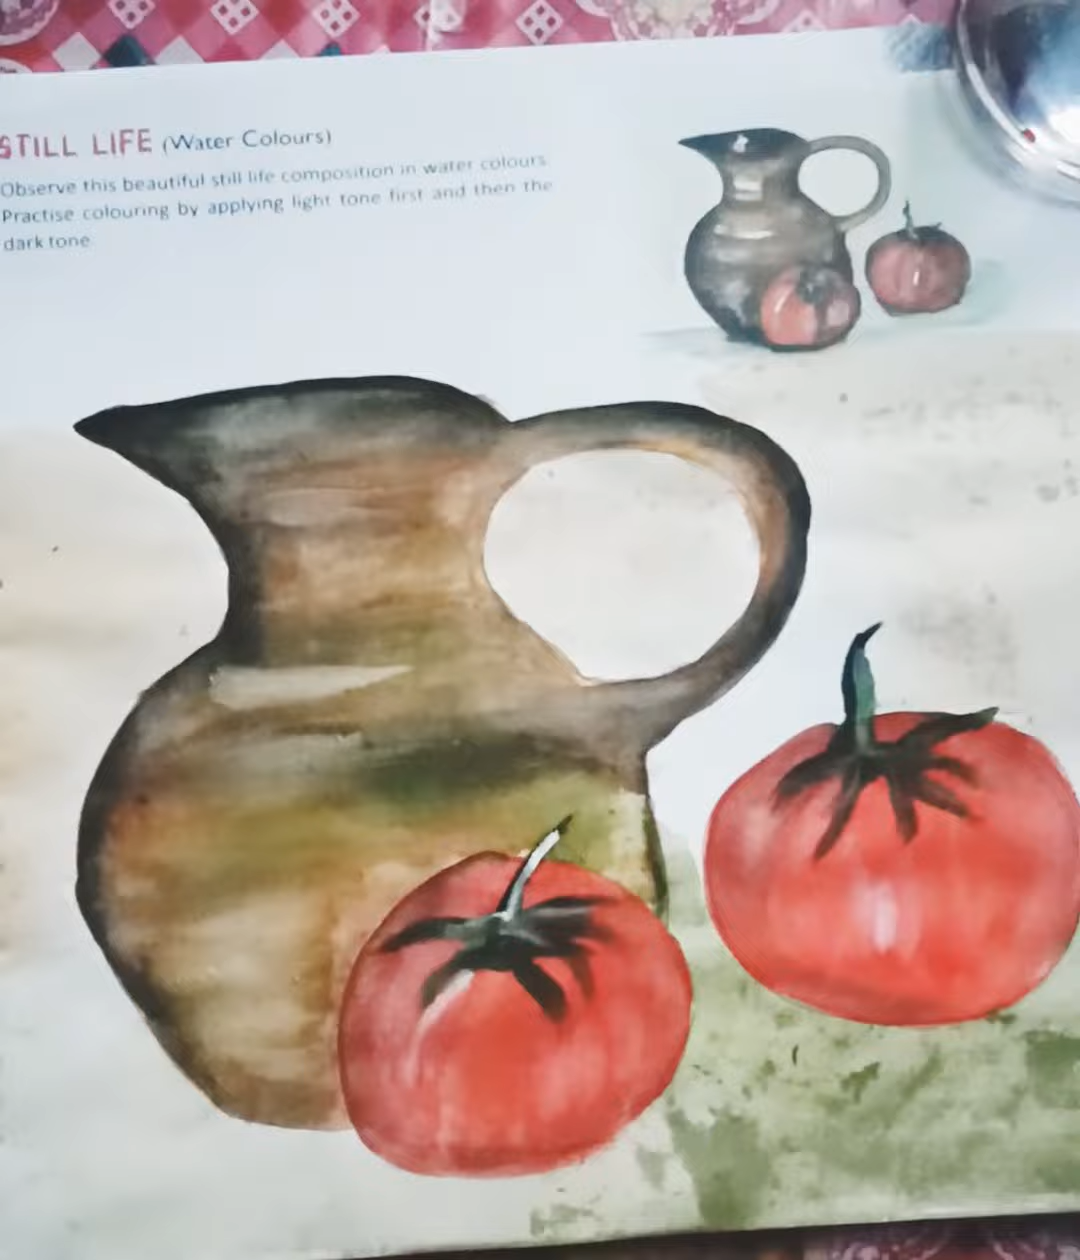 STILL LIFE (Water Colours)
Observe this beautiful still life composition in water colours.
Practise colouring by applying light tone first and then the
dark tone.